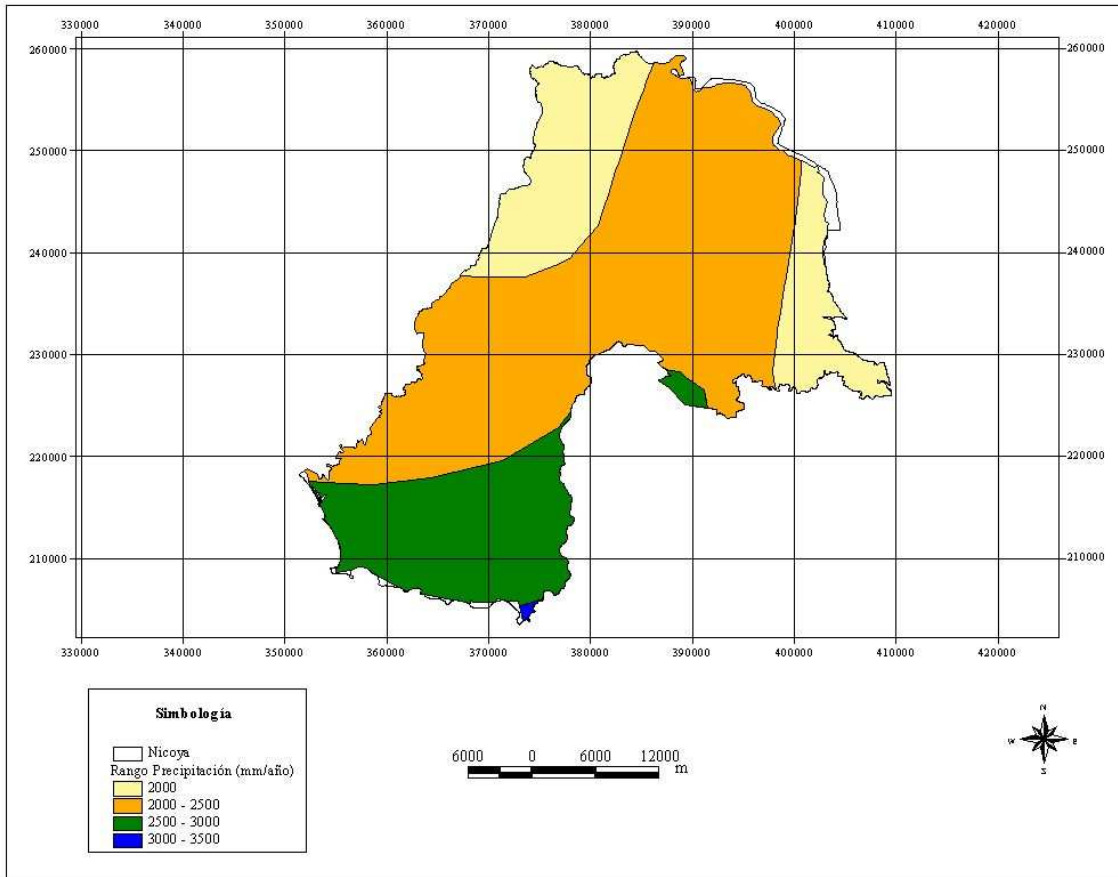 330000 340000 350000 360000 370000 380000 390000 400000 410000 420000
260000 260000
250000 250000
240000 240000
230000 230000
220000 220000
210000 210000
330000 340000 350000 360000 370000 380000 390000 400000 410000 420000
Simbología
Nicoya
Rango Precipitación (mm/año)
2000
2000 - 2500
2500 - 3000
3000 - 3500
6000 0 6000 12000 m
N
W E
S